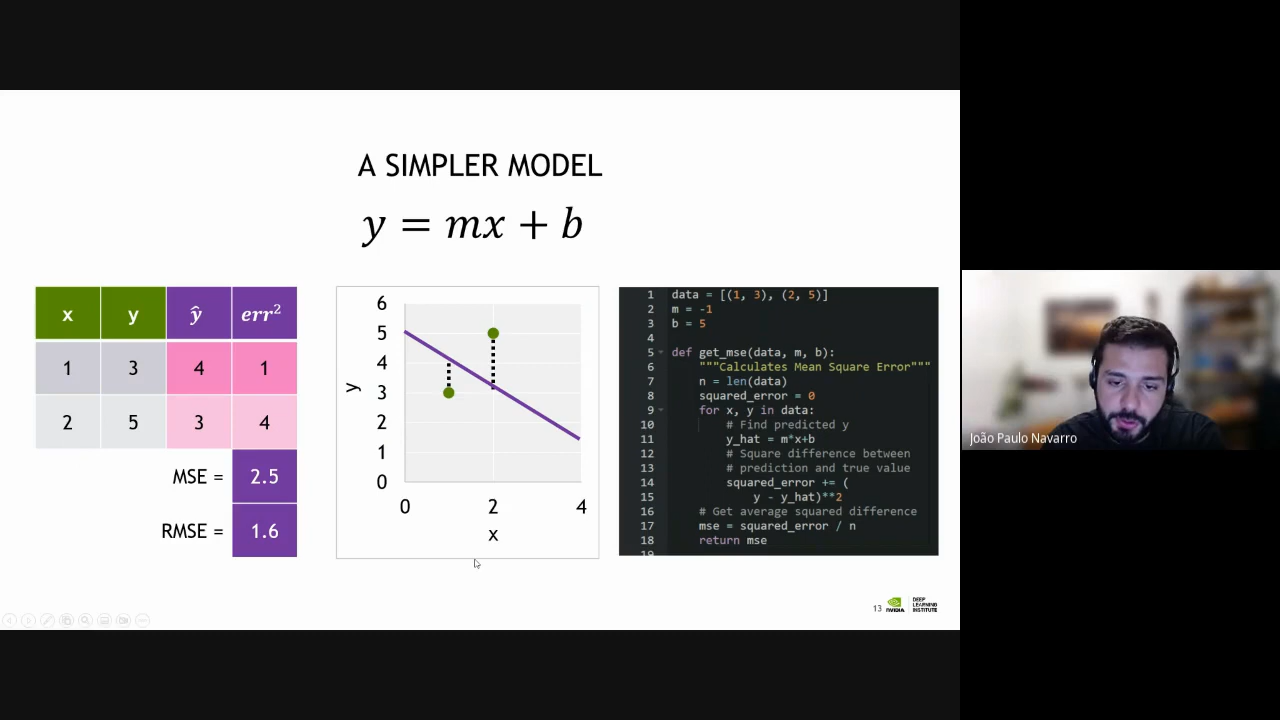 A SIMPLER MODEL
y = mx + b
x y ŷ err²
1 3 4 1
2 5 3 4
MSE = 2.5
RMSE = 1.6
6
5
4
3
2
1
0
y
0 2 4
x
1 data = [(1, 3), (2, 5)]
2 m = -1
3 b = 5
4
5 def get_mse(data, m, b):
6 """Calculates Mean Square Error"""
7 n = len(data)
8 squared_error = 0
9 for x, y in data:
10 # Find predicted y
11 y_hat = m*x+b
12 # Square difference between
13 # prediction and true value
14 squared_error += (
15 y - y_hat)**2
16 # Get average squared difference
17 mse = squared_error / n
18 return mse
19
13
NVIDIA
DEEP
LEARNING
INSTITUTE
João Paulo Navarro